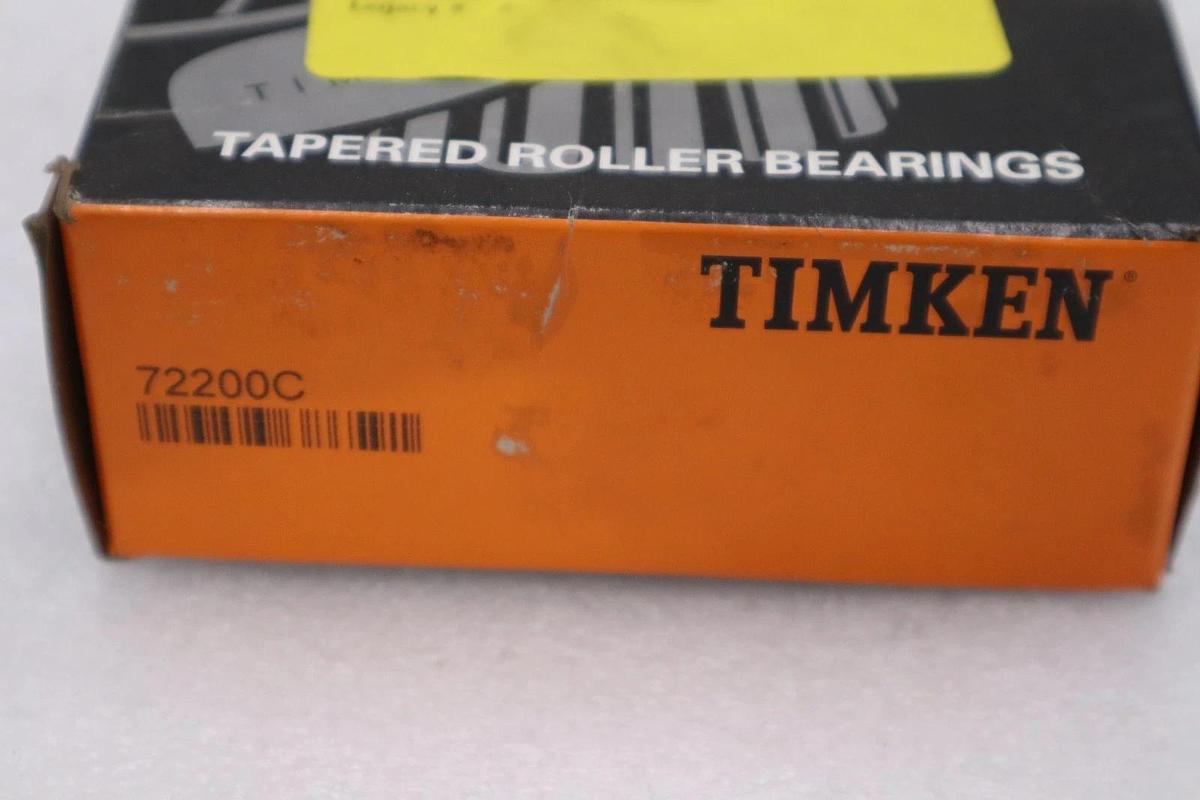 TAPERED ROLLER BEARINGS
TIMKEN®
72200C